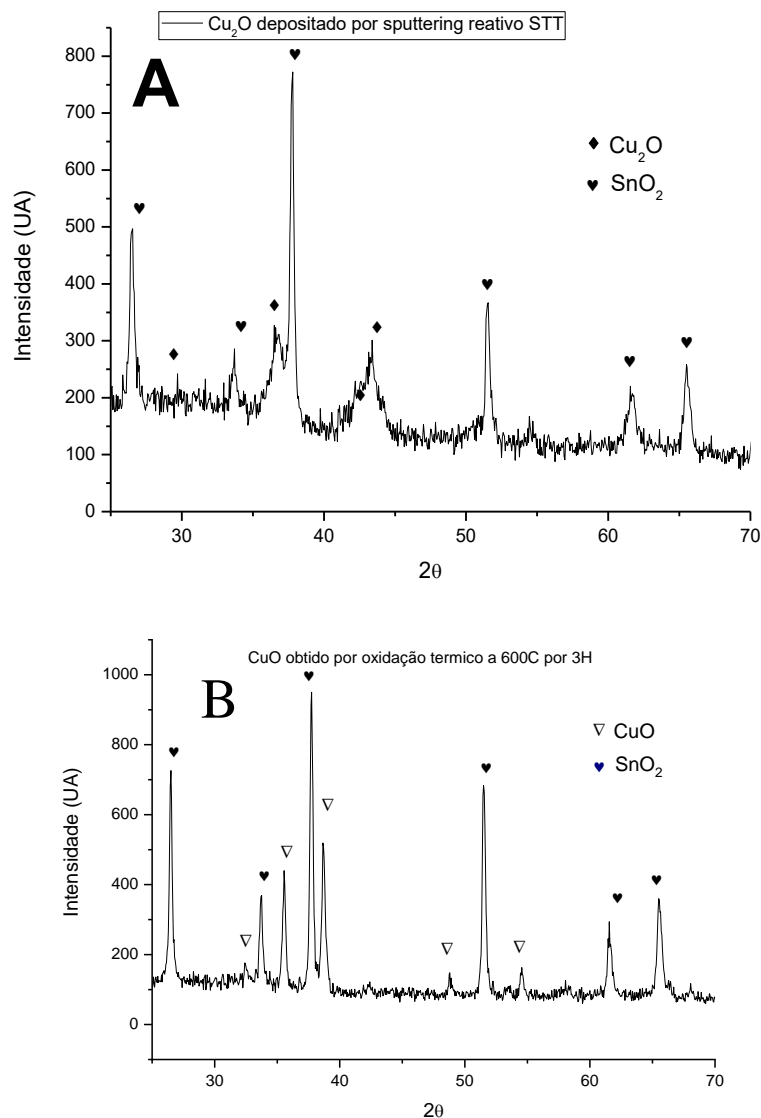 Cu₂O depositado por sputtering reativo STT
A
800
700
600
500
400
300
200
100
0
Intensidade (UA)
♦ Cu₂O
♥ SnO₂
30 40 50 60 70
2θ
CuO obtido por oxidação termico a 600C por 3H
B
1000
800
600
400
200
0
Intensidade (UA)
▽ CuO
♥ SnO₂
30 40 50 60 70
2θ